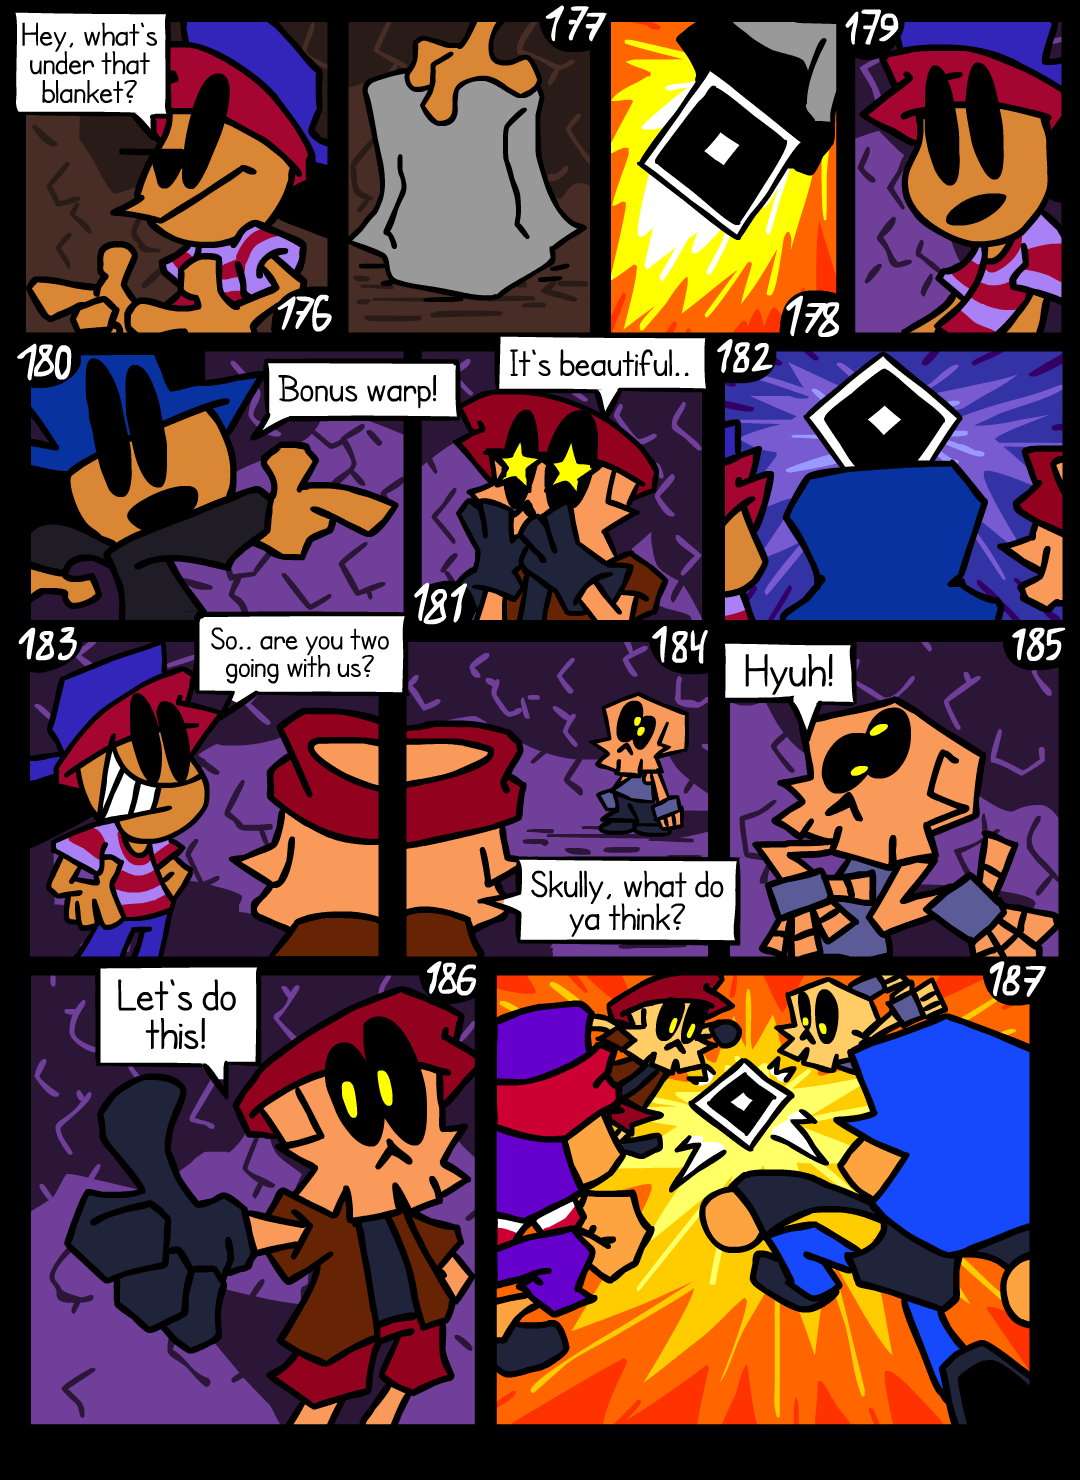 Hey, what's
under that
blanket?
176
177
178
179
180
Bonus warp!
181
It's beautiful..
182
183
So.. are you two
going with us?
184
Skully, what do
ya think?
185
Hyuh!
186
Let's do
this!
187